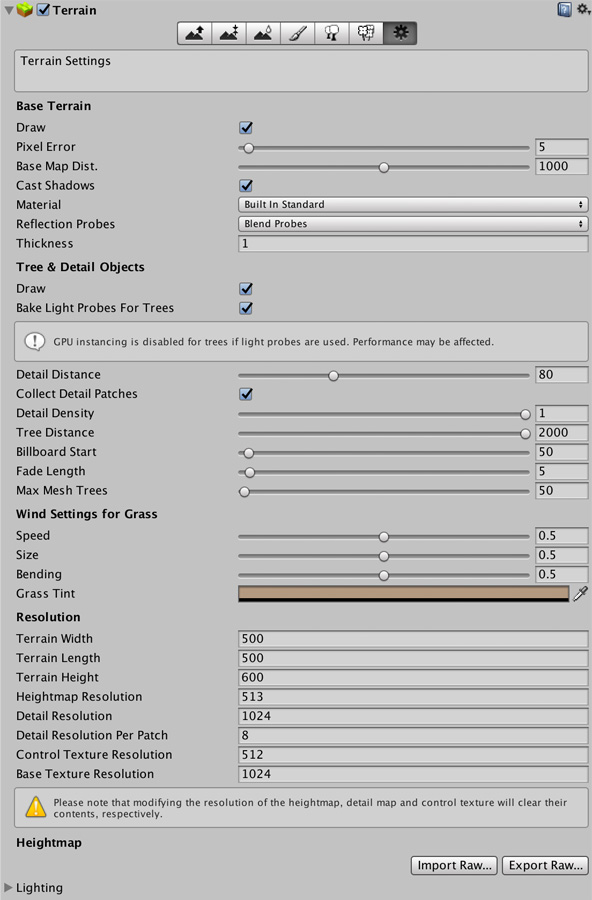 Terrain
Terrain Settings
Base Terrain
Draw
Pixel Error 5
Base Map Dist. 1000
Cast Shadows
Material Built In Standard
Reflection Probes Blend Probes
Thickness 1
Tree & Detail Objects
Draw
Bake Light Probes For Trees
GPU instancing is disabled for trees if light probes are used. Performance may be affected.
Detail Distance 80
Collect Detail Patches
Detail Density 1
Tree Distance 2000
Billboard Start 50
Fade Length 5
Max Mesh Trees 50
Wind Settings for Grass
Speed 0.5
Size 0.5
Bending 0.5
Grass Tint
Resolution
Terrain Width 500
Terrain Length 500
Terrain Height 600
Heightmap Resolution 513
Detail Resolution 1024
Detail Resolution Per Patch 8
Control Texture Resolution 512
Base Texture Resolution 1024
Please note that modifying the resolution of the heightmap, detail map and control texture will clear their
contents, respectively.
Heightmap
Import Raw... Export Raw...
Lighting